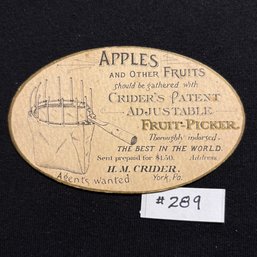 APPLES
AND OTHER FRUITS
should be gathered with
CRIDER'S PATENT
ADJUSTABLE
FRUIT-PICKER.
Thoroughly indorsed.
THE BEST IN THE WORLD.
Sent prepaid for $1.50. Address
H. M. CRIDER.
York, Pa.
Agents wanted
# 289